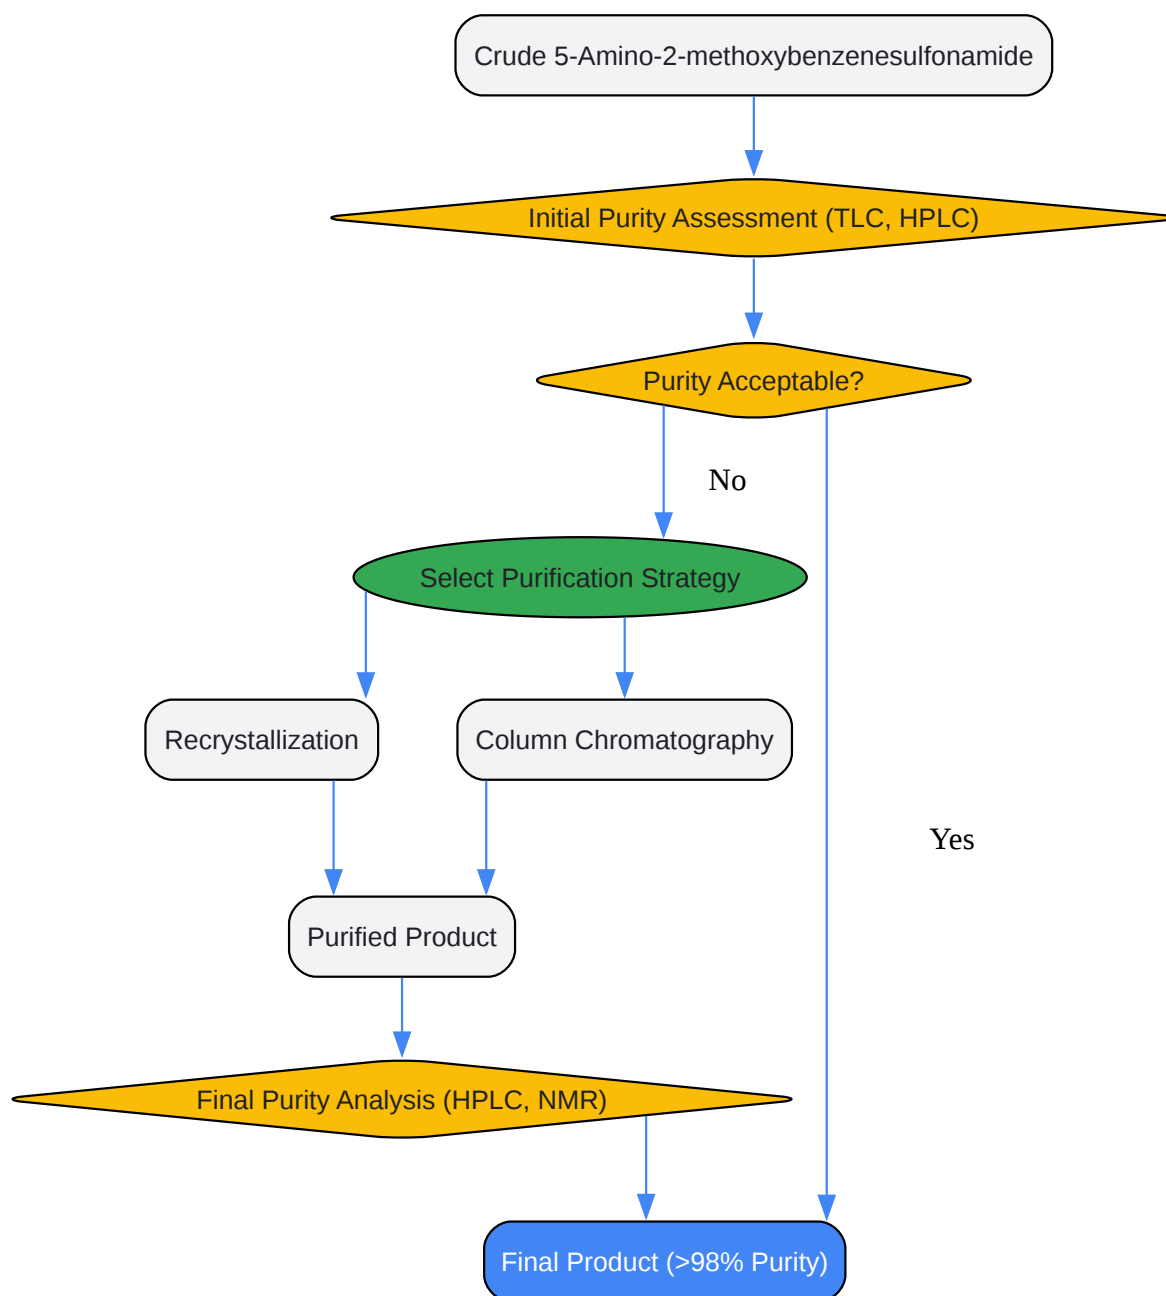 Crude 5-Amino-2-methoxybenzenesulfonamide
Initial Purity Assessment (TLC, HPLC)
Purity Acceptable?
No
Select Purification Strategy
Recrystallization
Column Chromatography
Yes
Purified Product
Final Purity Analysis (HPLC, NMR)
Final Product (>98% Purity)